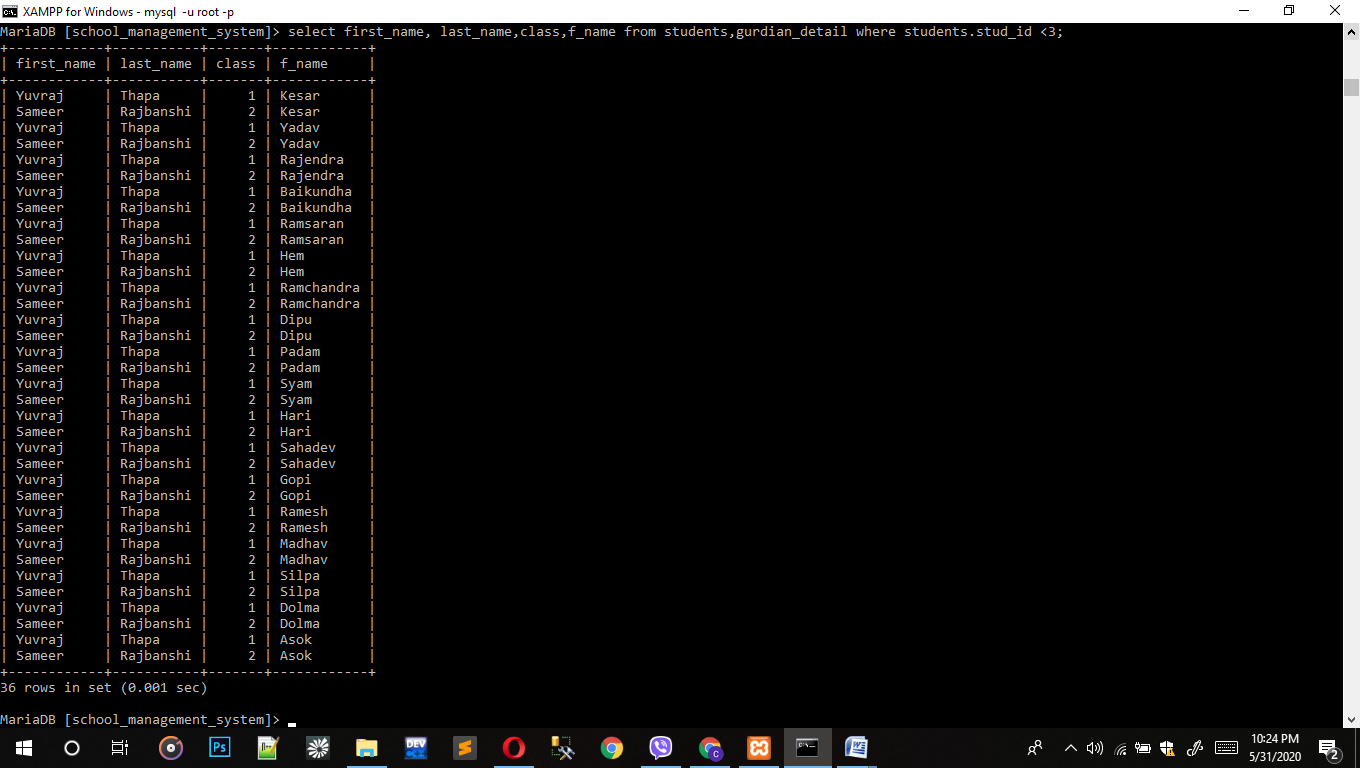 XAMPP for Windows - mysql  -u root -p
MariaDB [school_management_system]> select first_name, last_name,class,f_name from students,gurdian_detail where students.stud_id <3;
+------------+-----------+-------+------------+
| first_name | last_name | class | f_name     |
+------------+-----------+-------+------------+
| Yuvraj     | Thapa     |     1 | Kesar      |
| Sameer     | Rajbanshi |     2 | Kesar      |
| Yuvraj     | Thapa     |     1 | Yadav      |
| Sameer     | Rajbanshi |     2 | Yadav      |
| Yuvraj     | Thapa     |     1 | Rajendra   |
| Sameer     | Rajbanshi |     2 | Rajendra   |
| Yuvraj     | Thapa     |     1 | Baikundha  |
| Sameer     | Rajbanshi |     2 | Baikundha  |
| Yuvraj     | Thapa     |     1 | Ramsaran   |
| Sameer     | Rajbanshi |     2 | Ramsaran   |
| Yuvraj     | Thapa     |     1 | Hem        |
| Sameer     | Rajbanshi |     2 | Hem        |
| Yuvraj     | Thapa     |     1 | Ramchandra |
| Sameer     | Rajbanshi |     2 | Ramchandra |
| Yuvraj     | Thapa     |     1 | Dipu       |
| Sameer     | Rajbanshi |     2 | Dipu       |
| Yuvraj     | Thapa     |     1 | Padam      |
| Sameer     | Rajbanshi |     2 | Padam      |
| Yuvraj     | Thapa     |     1 | Syam       |
| Sameer     | Rajbanshi |     2 | Syam       |
| Yuvraj     | Thapa     |     1 | Hari       |
| Sameer     | Rajbanshi |     2 | Hari       |
| Yuvraj     | Thapa     |     1 | Sahadev    |
| Sameer     | Rajbanshi |     2 | Sahadev    |
| Yuvraj     | Thapa     |     1 | Gopi       |
| Sameer     | Rajbanshi |     2 | Gopi       |
| Yuvraj     | Thapa     |     1 | Ramesh     |
| Sameer     | Rajbanshi |     2 | Ramesh     |
| Yuvraj     | Thapa     |     1 | Madhav     |
| Sameer     | Rajbanshi |     2 | Madhav     |
| Yuvraj     | Thapa     |     1 | Silpa      |
| Sameer     | Rajbanshi |     2 | Silpa      |
| Yuvraj     | Thapa     |     1 | Dolma      |
| Sameer     | Rajbanshi |     2 | Dolma      |
| Yuvraj     | Thapa     |     1 | Asok       |
| Sameer     | Rajbanshi |     2 | Asok       |
+------------+-----------+-------+------------+
36 rows in set (0.001 sec)
MariaDB [school_management_system]>
Ps
DEV
C
10:24 PM
5/31/2020
2